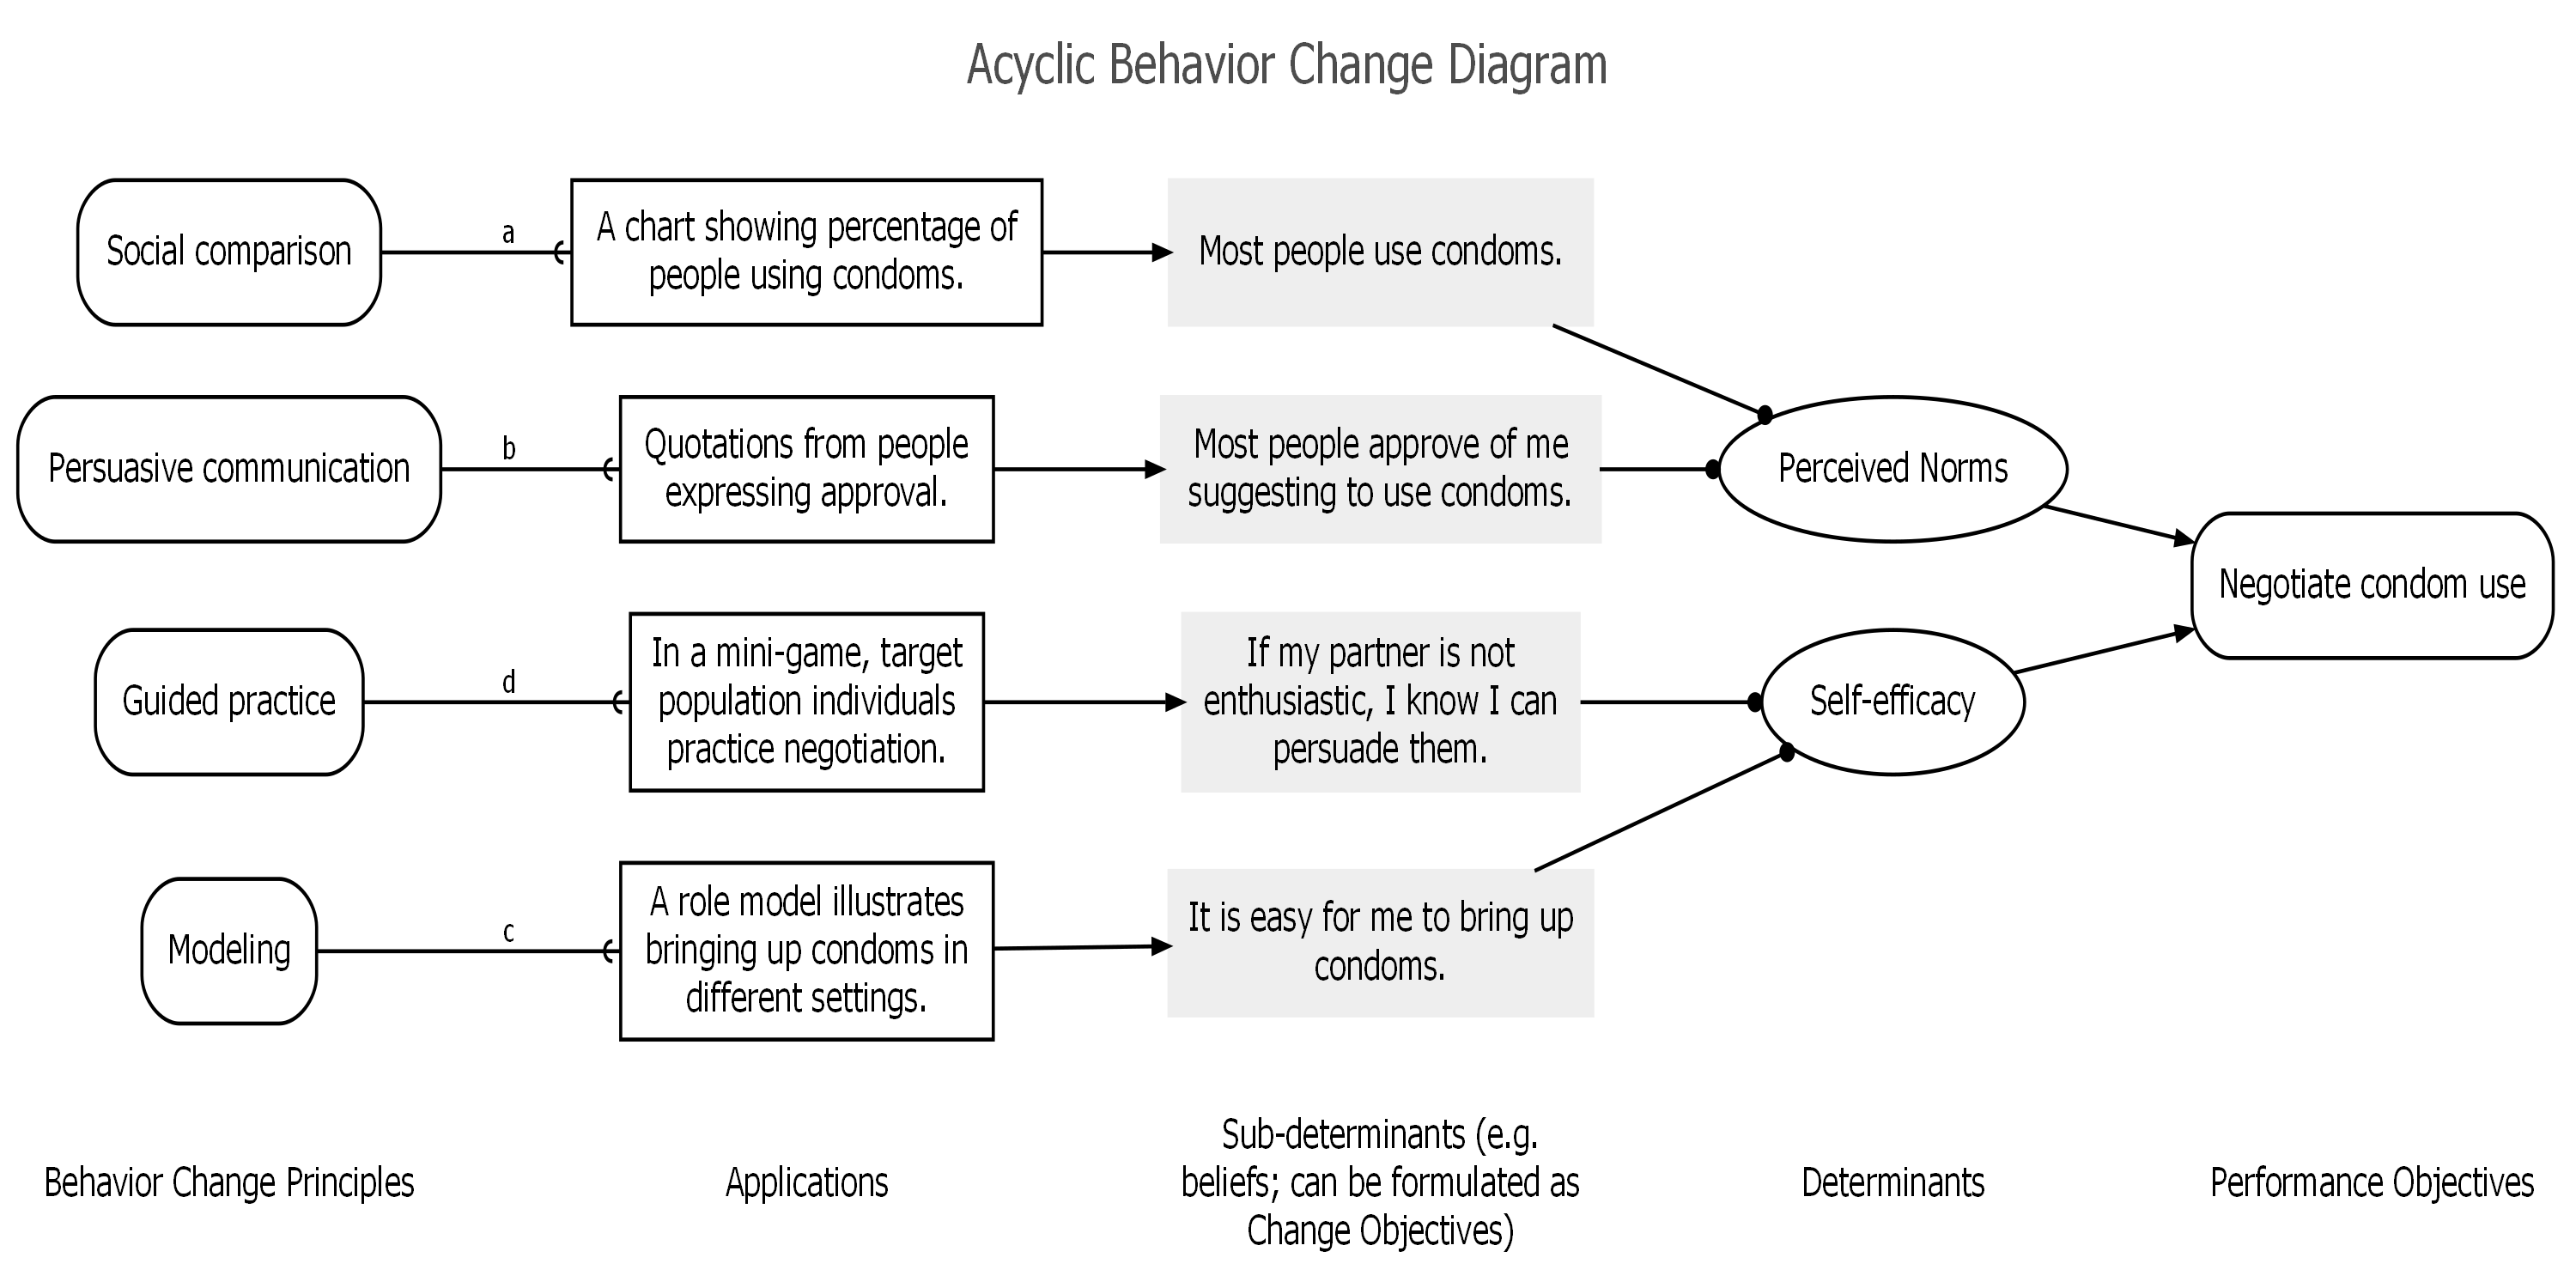 Acyclic Behavior Change Diagram
Social comparison
a
A chart showing percentage of
people using condoms.
Most people use condoms.
Persuasive communication
b
Quotations from people
expressing approval.
Most people approve of me
suggesting to use condoms.
Perceived Norms
Negotiate condom use
Guided practice
d
In a mini-game, target
population individuals
practice negotiation.
If my partner is not
enthusiastic, I know I can
persuade them.
Self-efficacy
Modeling
c
A role model illustrates
bringing up condoms in
different settings.
It is easy for me to bring up
condoms.
Behavior Change Principles
Applications
Sub-determinants (e.g.
beliefs; can be formulated as
Change Objectives)
Determinants
Performance Objectives